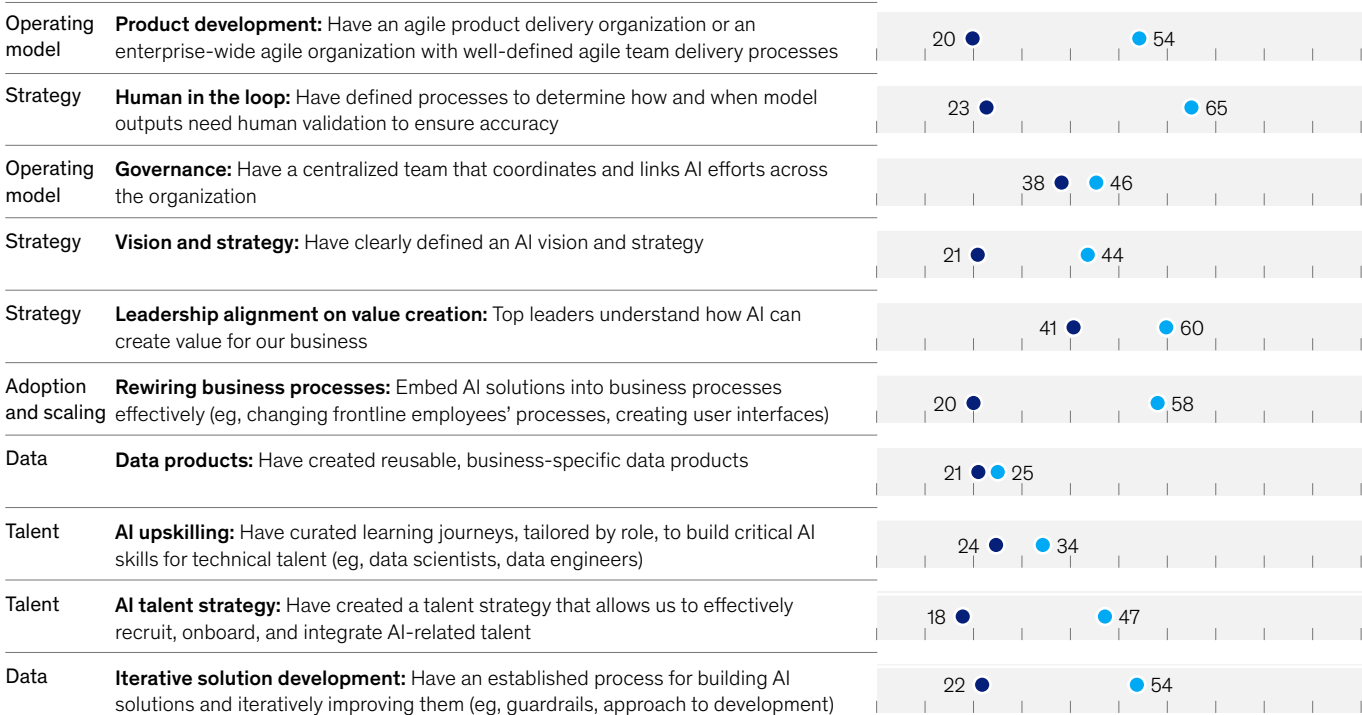 Operating model
Product development: Have an agile product delivery organization or an
enterprise-wide agile organization with well-defined agile team delivery processes
20 54
Strategy
Human in the loop: Have defined processes to determine how and when model
outputs need human validation to ensure accuracy
23 65
Operating model
Governance: Have a centralized team that coordinates and links AI efforts across
the organization
38 46
Strategy
Vision and strategy: Have clearly defined an AI vision and strategy
21 44
Strategy
Leadership alignment on value creation: Top leaders understand how AI can
create value for our business
41 60
Adoption and scaling
Rewiring business processes: Embed AI solutions into business processes
effectively (eg, changing frontline employees’ processes, creating user interfaces)
20 58
Data
Data products: Have created reusable, business-specific data products
21 25
Talent
AI upskilling: Have curated learning journeys, tailored by role, to build critical AI
skills for technical talent (eg, data scientists, data engineers)
24 34
Talent
AI talent strategy: Have created a talent strategy that allows us to effectively
recruit, onboard, and integrate AI-related talent
18 47
Data
Iterative solution development: Have an established process for building AI
solutions and iteratively improving them (eg, guardrails, approach to development)
22 54